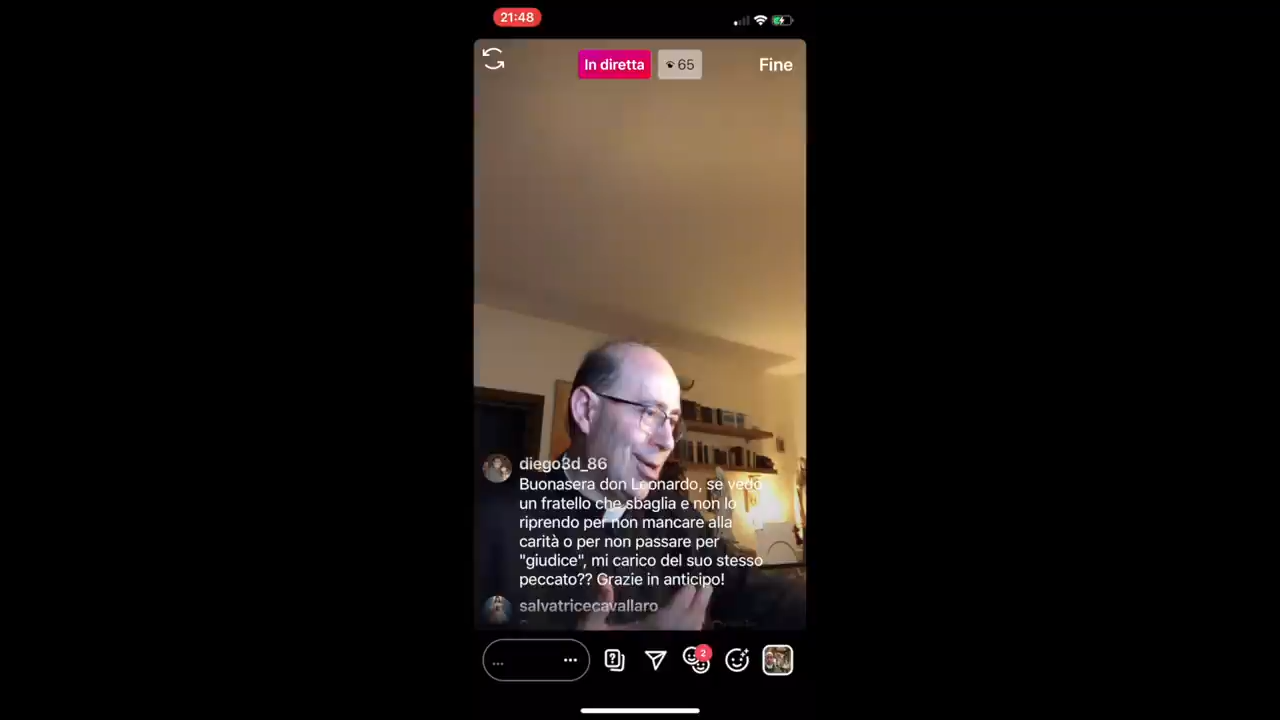 21:48
In diretta
65
Fine
diego3d_86
Buonasera don Leonardo, se vedo
un fratello che sbaglia e non lo
riprendo per non mancare alla
carità o per non passare per
"giudice", mi carico del suo stesso
peccato?? Grazie in anticipo!
salvatricecavallaro
...
2